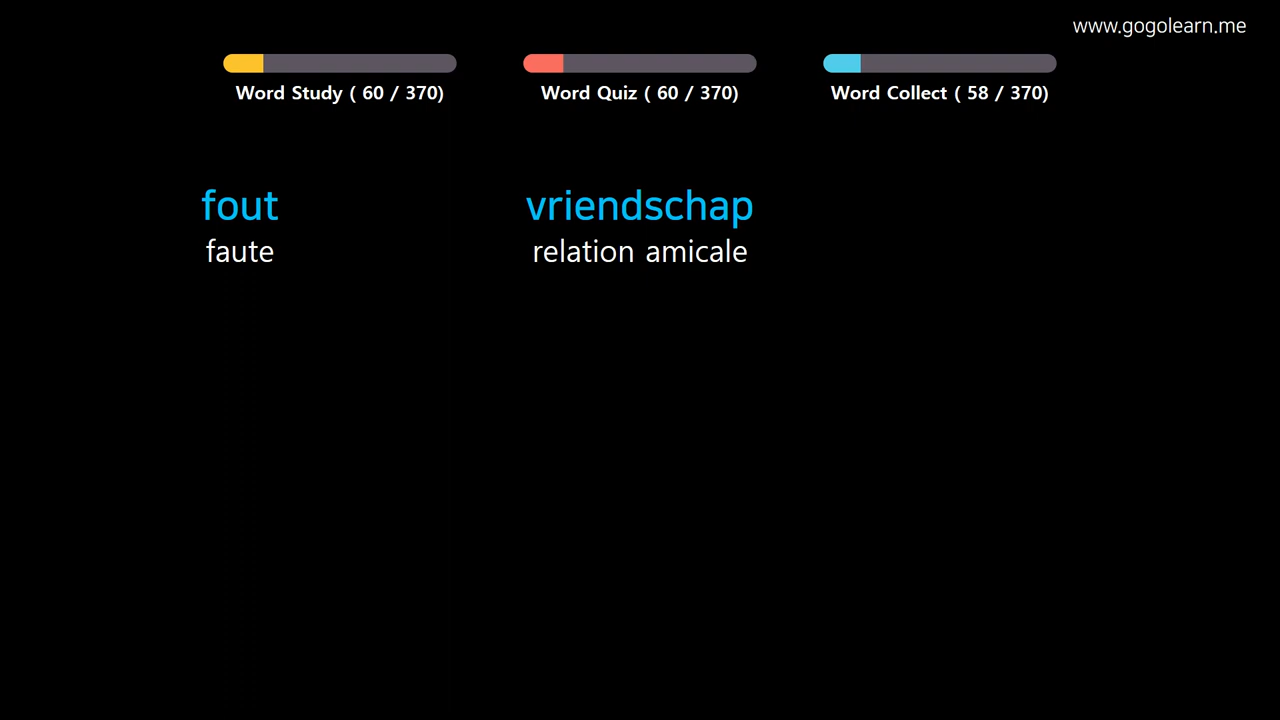 www.gogolearn.me
Word Study ( 60 / 370)
Word Quiz ( 60 / 370)
Word Collect ( 58 / 370)
fout
faute
vriendschap
relation amicale